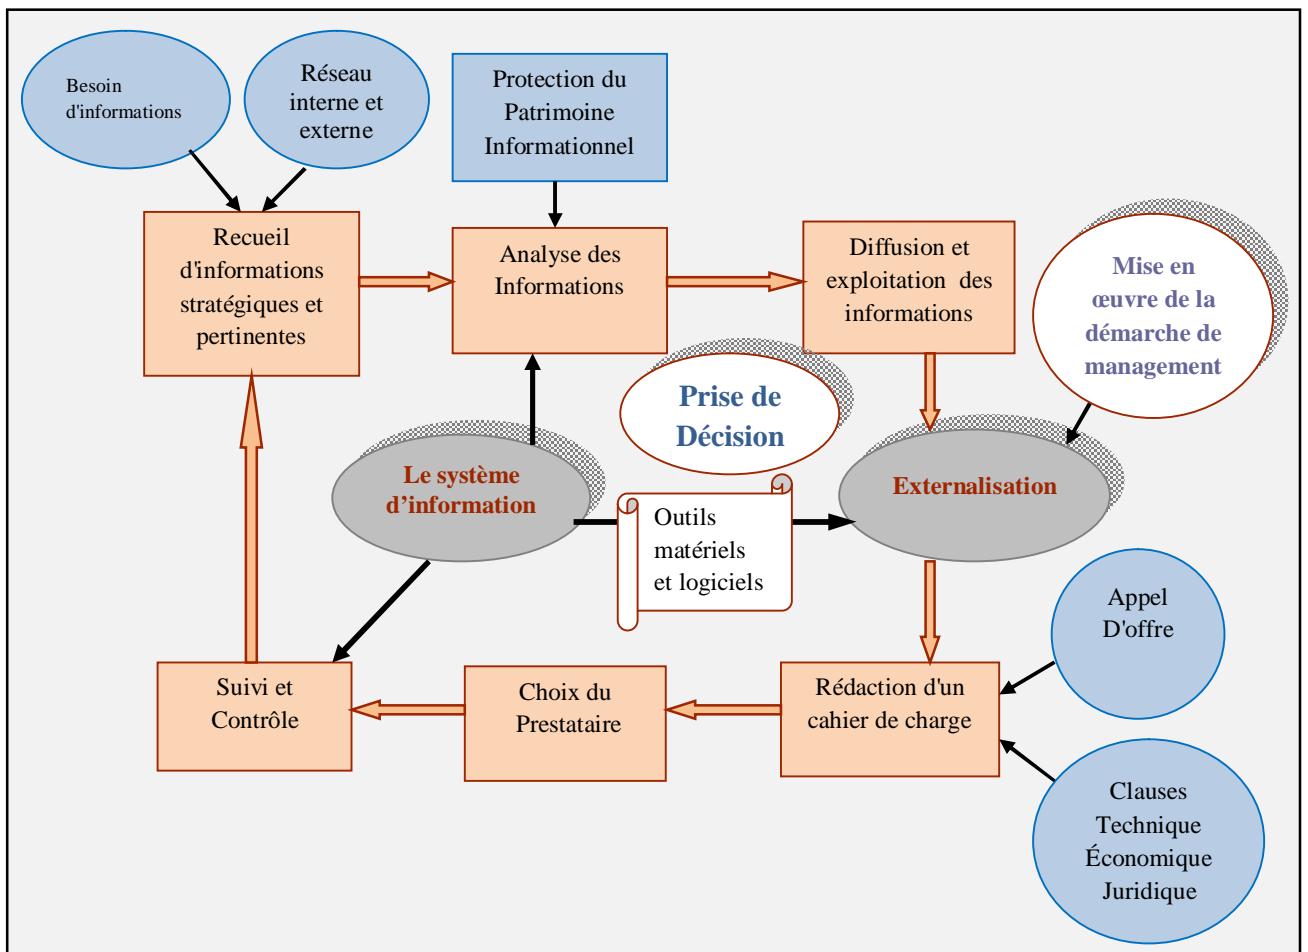 Besoin
d'informations
Réseau
interne et
externe
Protection du
Patrimoine
Informationnel
Recueil
d'informations
stratégiques et
pertinentes
Analyse des
Informations
Diffusion et
exploitation des
informations
Mise en
œuvre de la
démarche de
management
Prise de
Décision
Le système
d’information
Outils
matériels
et logiciels
Externalisation
Appel
D'offre
Suivi et
Contrôle
Choix du
Prestataire
Rédaction d'un
cahier de charge
Clauses
Technique
Économique
Juridique